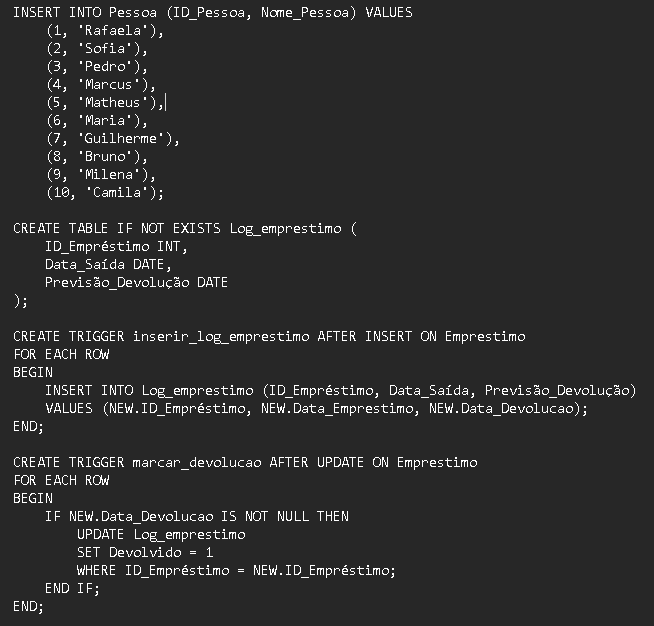 INSERT INTO Pessoa (ID_Pessoa, Nome_Pessoa) VALUES
    (1, 'Rafaela'),
    (2, 'Sofia'),
    (3, 'Pedro'),
    (4, 'Marcus'),
    (5, 'Matheus'),
    (6, 'Maria'),
    (7, 'Guilherme'),
    (8, 'Bruno'),
    (9, 'Milena'),
    (10, 'Camila');

CREATE TABLE IF NOT EXISTS Log_emprestimo (
    ID_Empréstimo INT,
    Data_Saída DATE,
    Previsão_Devolução DATE
);

CREATE TRIGGER inserir_log_emprestimo AFTER INSERT ON Emprestimo
FOR EACH ROW
BEGIN
    INSERT INTO Log_emprestimo (ID_Empréstimo, Data_Saída, Previsão_Devolução)
    VALUES (NEW.ID_Empréstimo, NEW.Data_Emprestimo, NEW.Data_Devolucao);
END;

CREATE TRIGGER marcar_devolucao AFTER UPDATE ON Emprestimo
FOR EACH ROW
BEGIN
    IF NEW.Data_Devolucao IS NOT NULL THEN
        UPDATE Log_emprestimo
        SET Devolvido = 1
        WHERE ID_Empréstimo = NEW.ID_Empréstimo;
    END IF;
END;